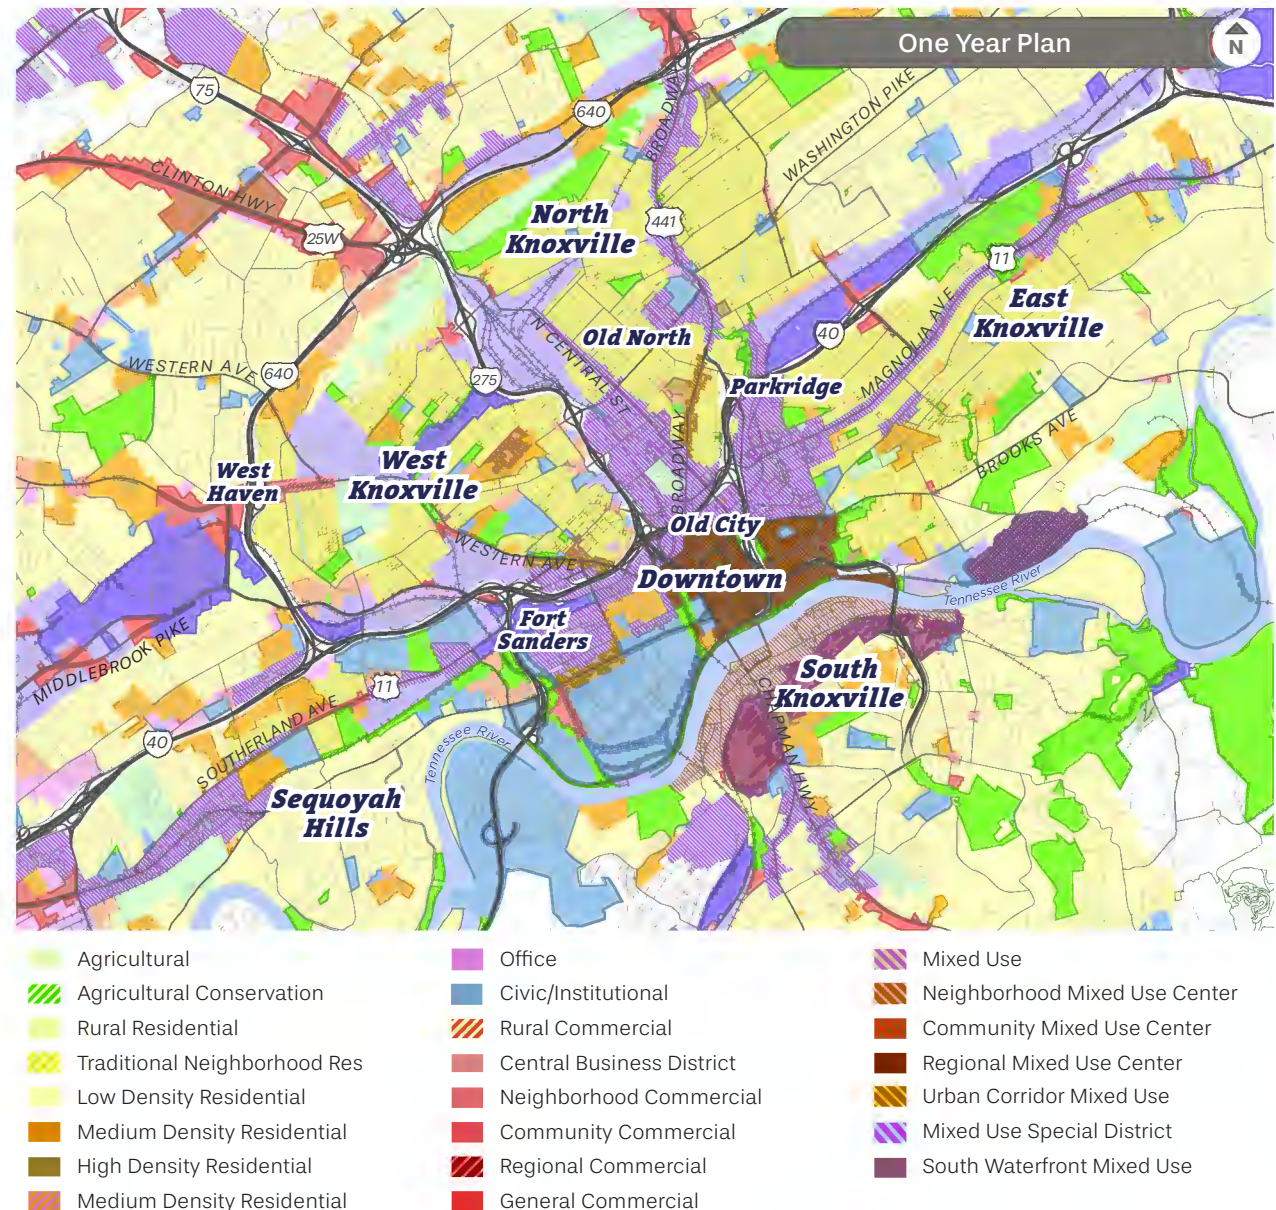 One Year Plan
N
75
640
BROADWAY
WASHINGTON PIKE
CLINTON HWY
25W
North
Knoxville
441
11
East
Knoxville
N CENTRAL ST
Old North
40
MAGNOLIA AVE
WESTERN AVE
640
275
Parkridge
BROADWAY
BROOKS AVE
West
Haven
West
Knoxville
Old City
WESTERN AVE
Downtown
Tennessee River
Fort
Sanders
MIDDLEBROOK PIKE
South
Knoxville
11
CHAPMAN HWY
40
SOUTHERLAND AVE
Tennessee River
Sequoyah
Hills
Agricultural
Agricultural Conservation
Rural Residential
Traditional Neighborhood Res
Low Density Residential
Medium Density Residential
High Density Residential
Medium Density Residential
Office
Civic/Institutional
Rural Commercial
Central Business District
Neighborhood Commercial
Community Commercial
Regional Commercial
General Commercial
Mixed Use
Neighborhood Mixed Use Center
Community Mixed Use Center
Regional Mixed Use Center
Urban Corridor Mixed Use
Mixed Use Special District
South Waterfront Mixed Use